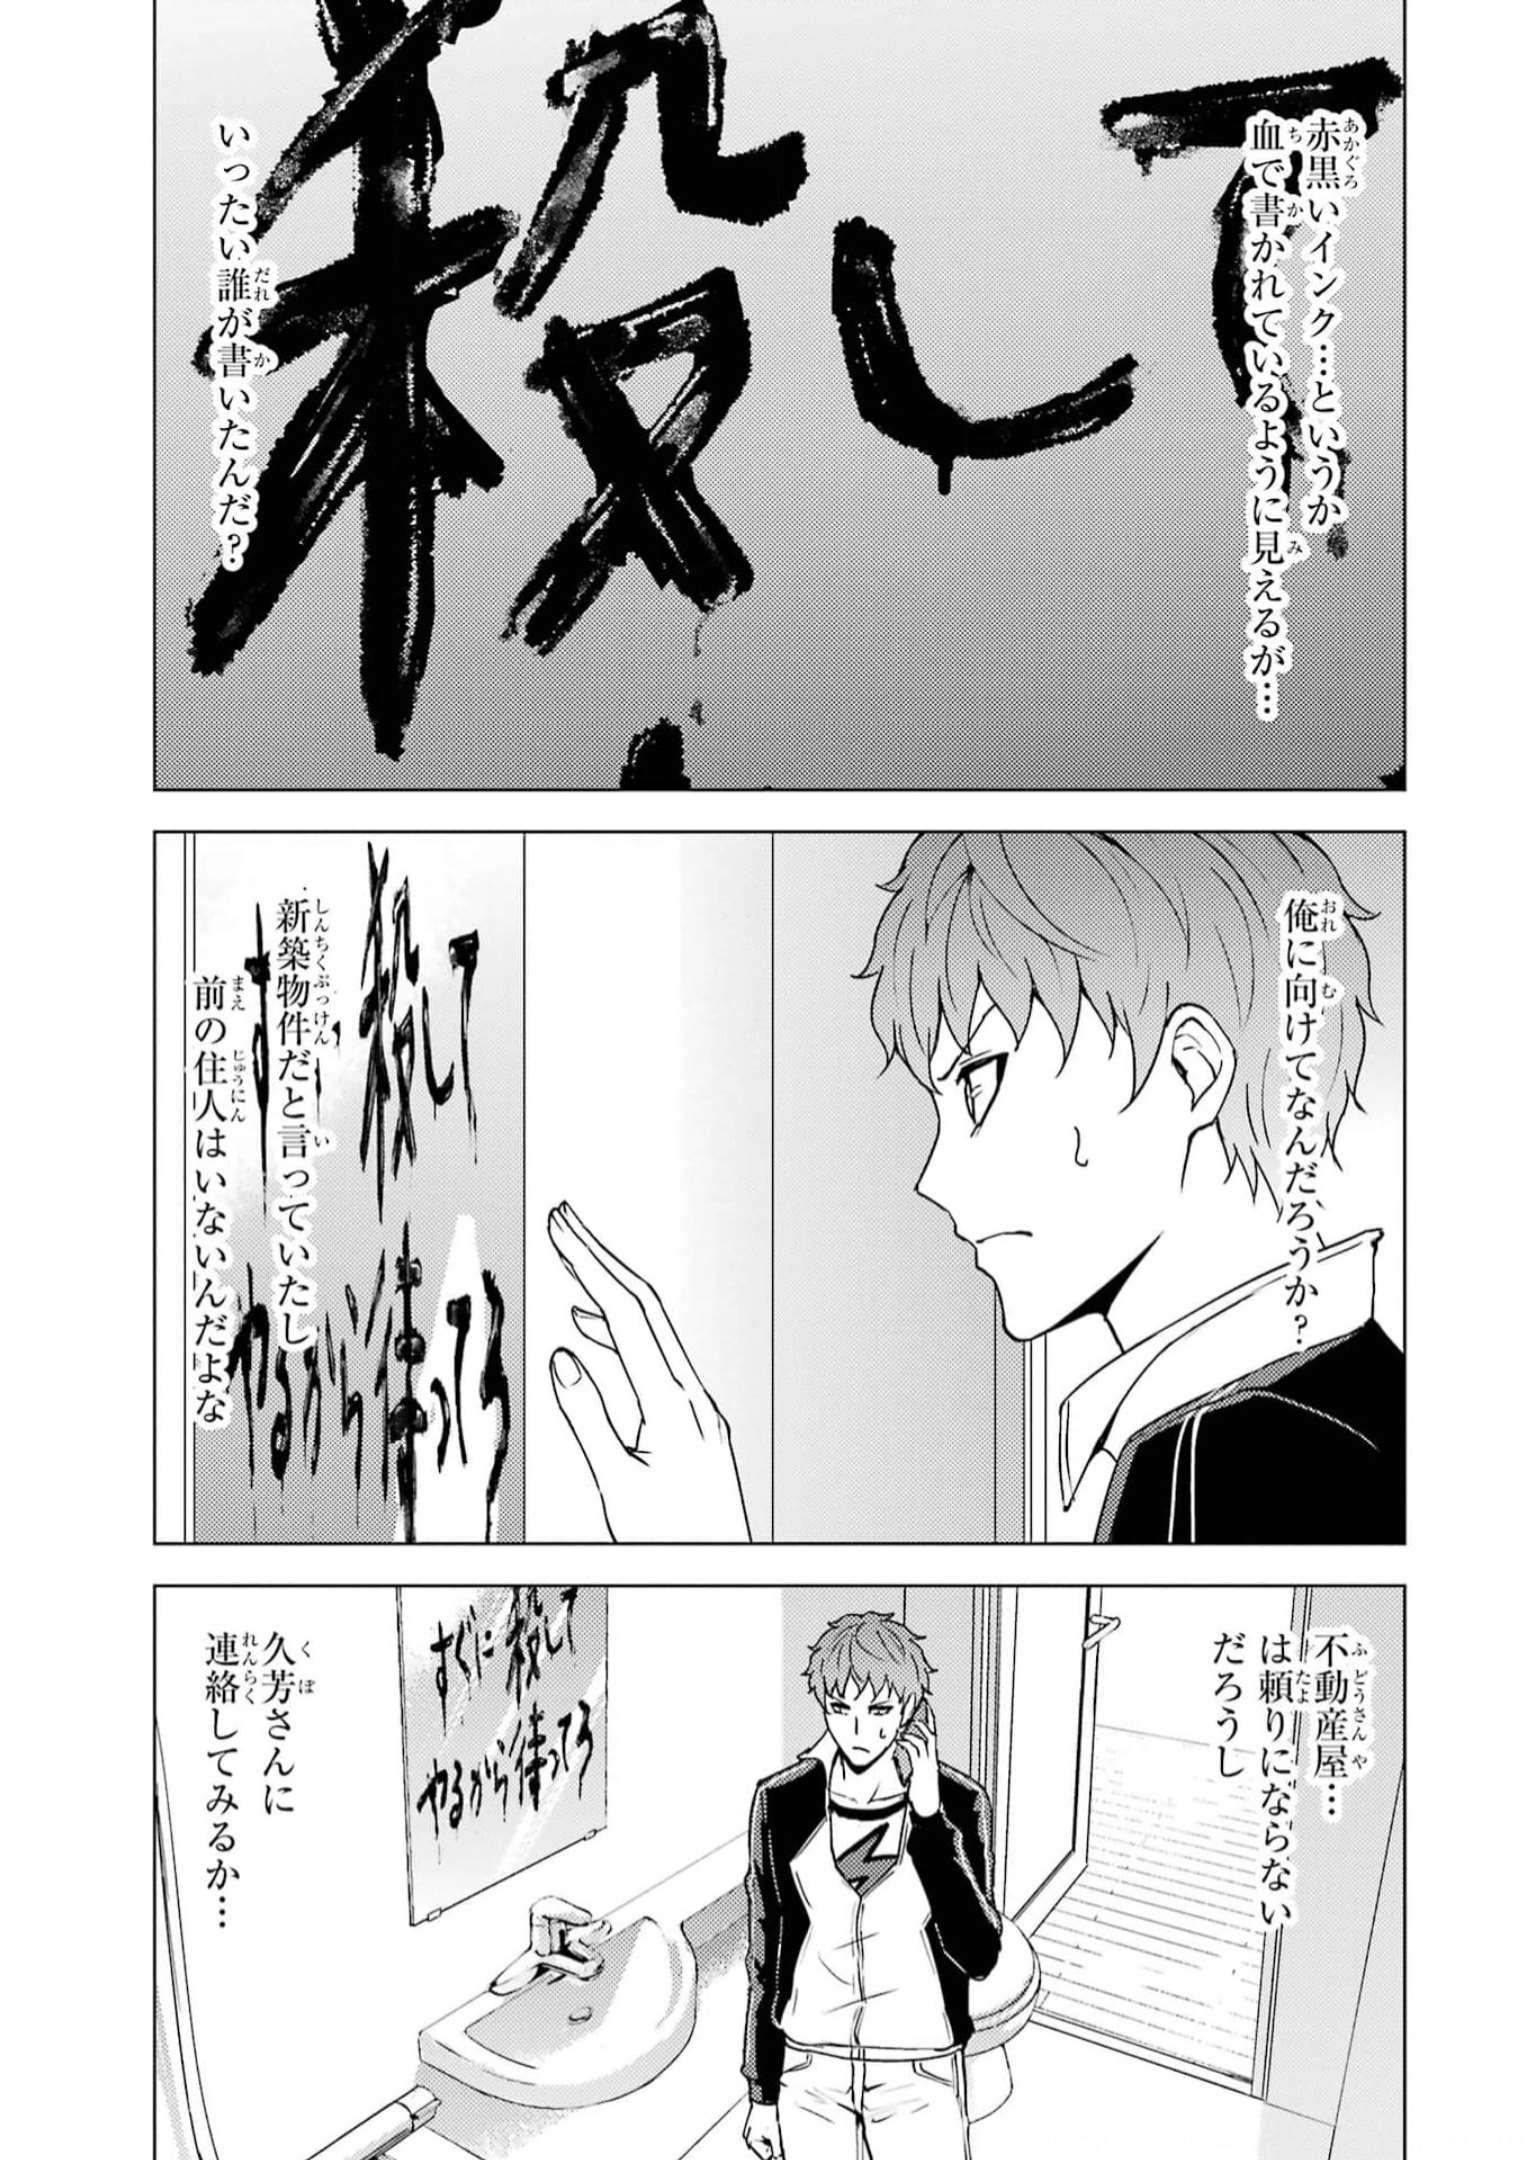 殺して
赤黒いインク…というか
血で書かれているように見えるが…
いったい誰が書いたんだ?
俺に向けてなんだろうか?
殺して
やるから待ってろ
新築物件だと言っていたし
前の住人はいないんだよな
不動産屋…
は頼りにならない
だろうし
すぐに殺して
やるから待ってろ
久芳さんに
連絡してみるか…